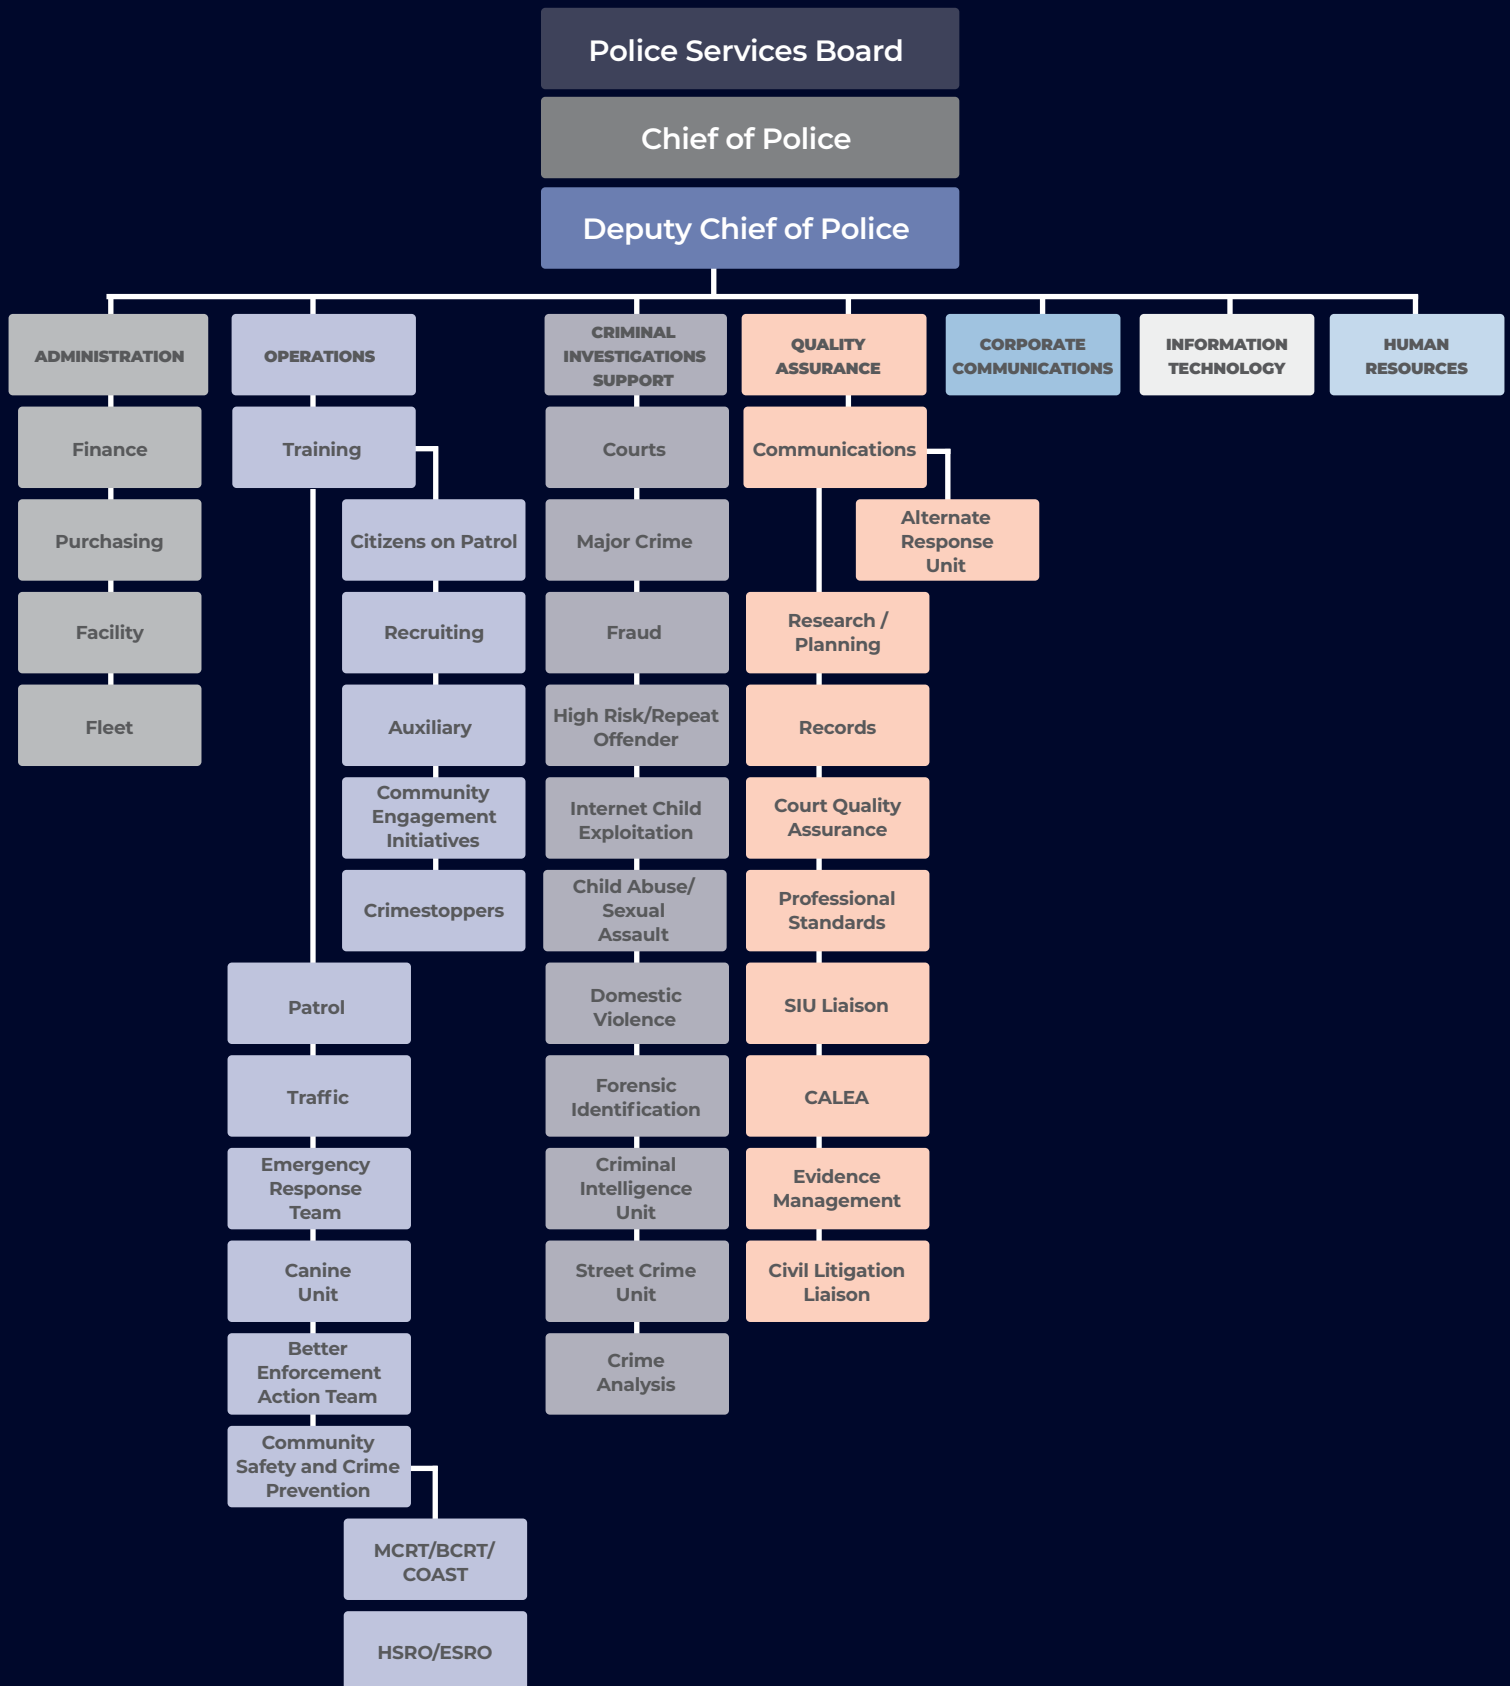 Police Services Board
Chief of Police
Deputy Chief of Police
ADMINISTRATION
Finance
Purchasing
Facility
Fleet
OPERATIONS
Training
Citizens on Patrol
Recruiting
Auxiliary
Community
Engagement
Initiatives
Crimestoppers
Patrol
Traffic
Emergency
Response
Team
Canine
Unit
Better
Enforcement
Action Team
Community
Safety and Crime
Prevention
MCRT/BCRT/
COAST
HSRO/ESRO
CRIMINAL
INVESTIGATIONS
SUPPORT
Courts
Major Crime
Fraud
High Risk/Repeat
Offender
Internet Child
Exploitation
Child Abuse/
Sexual
Assault
Domestic
Violence
Forensic
Identification
Criminal
Intelligence
Unit
Street Crime
Unit
Crime
Analysis
QUALITY
ASSURANCE
Communications
Alternate
Response
Unit
Research /
Planning
Records
Court Quality
Assurance
Professional
Standards
SIU Liaison
CALEA
Evidence
Management
Civil Litigation
Liaison
CORPORATE
COMMUNICATIONS
INFORMATION
TECHNOLOGY
HUMAN
RESOURCES